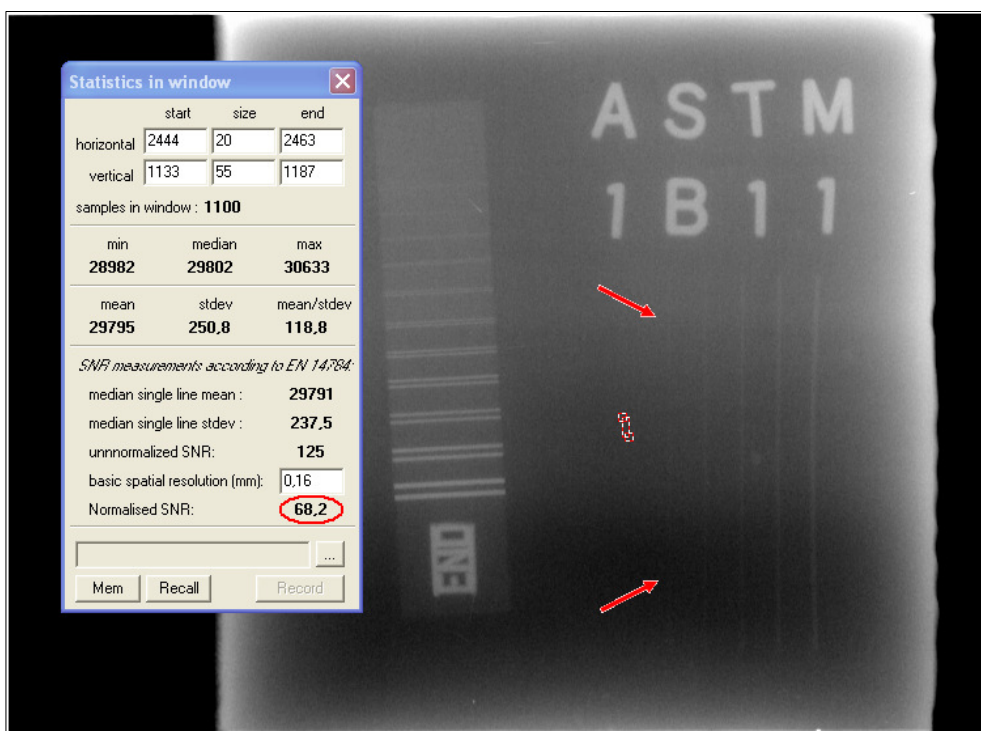 Statistics in window
start size end
horizontal 2444 20 2463
vertical 1133 55 1187
samples in window : 1100
min median max
28982 29802 30633
mean stdev mean/stdev
29795 250,8 118,8
SNR measurements according to EN 14784:
median single line mean : 29791
median single line stdev : 237,5
unnnormalized SNR: 125
basic spatial resolution (mm): 0,16
Normalised SNR: 68,2
...
Mem Recall Record
ASTM
1B11
END